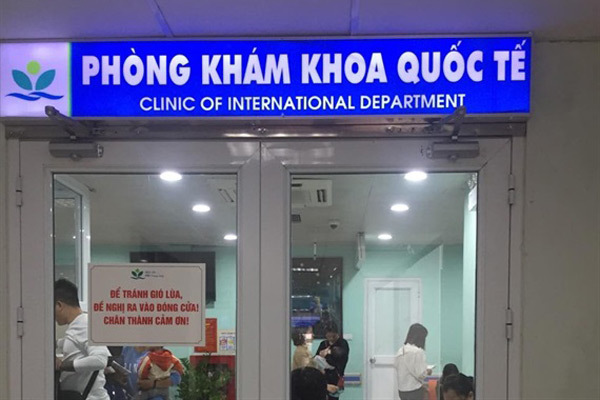 PHÒNG KHÁM KHOA QUỐC TẾ
CLINIC OF INTERNATIONAL DEPARTMENT
ĐỂ TRÁNH GIÓ LÙA,
ĐỀ NGHỊ RA VÀO ĐÓNG CỬA!
CHÂN THÀNH CẢM ƠN!